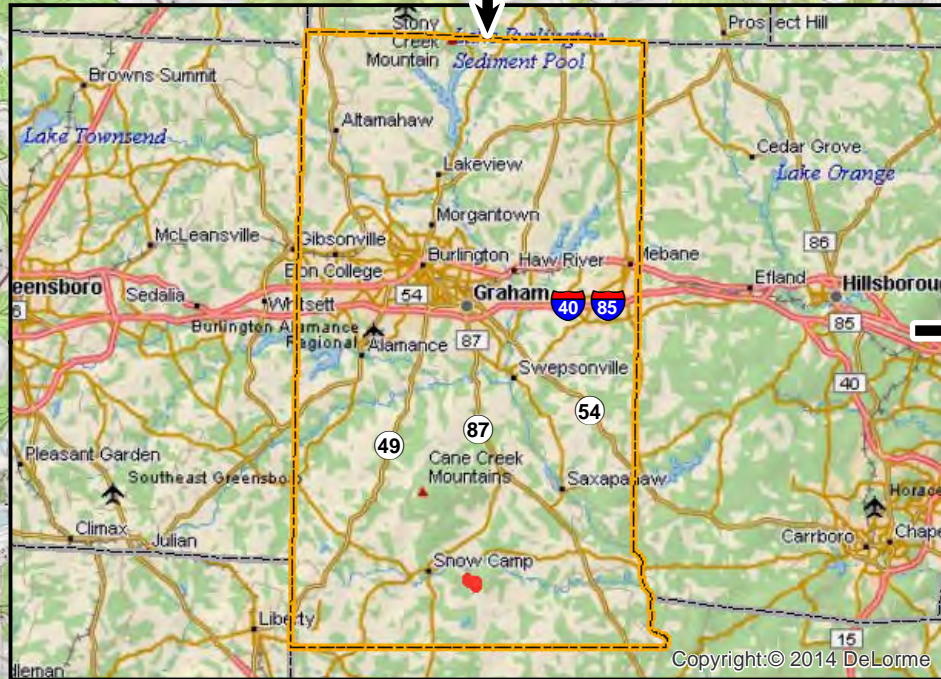 Stony
Creek
Mountain
Sediment Pool
Prospect Hill
Browns Summit
Lake Townsend
Altamahaw
Lakeview
Cedar Grove
Lake Orange
Morgantown
McLeansville
Gibsonville
Burlington
Haw River
Mebane
86
Elon College
Efland
Hillsborou
eensboro
Sedalia
Whitsett
54
Graham
40
85
6
Burlington Alamance
Regional
Alamance
87
85
Swepsonville
40
54
49
87
Cane Creek
Mountains
Pleasant Garden
Southeast Greensboro
Saxapahaw
Horace
Climax
Julian
Carrboro
Chape
Snow Camp
Liberty
15
dleman
Copyright:© 2014 DeLorme